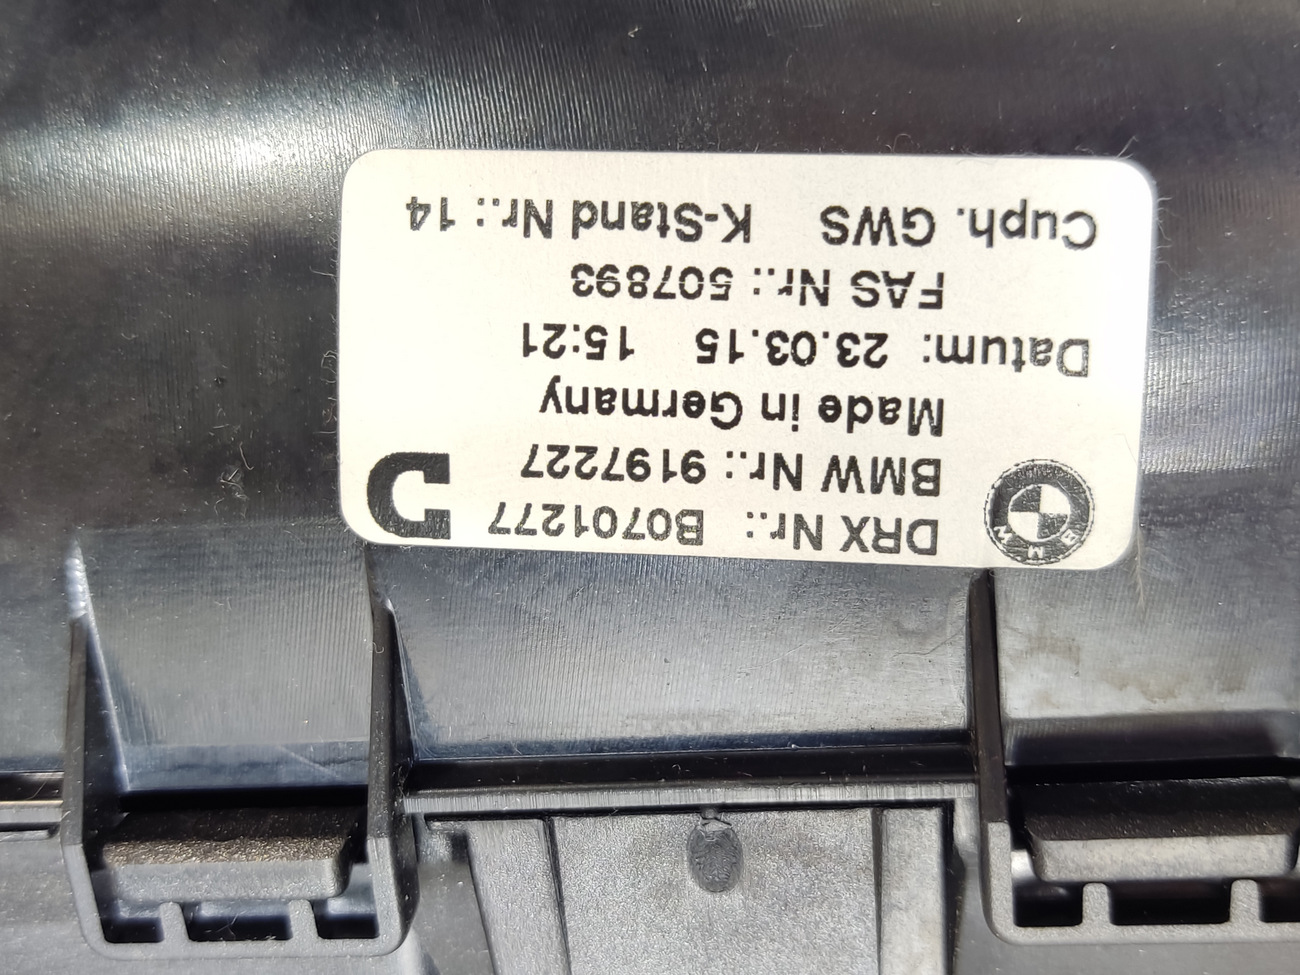 DRX Nr.: B0701277
BMW Nr.: 9197227
Made in Germany
Datum: 23.03.15 15:21
FAS Nr.: 507893
Cuph. GWS K-Stand Nr.: 14
BMW